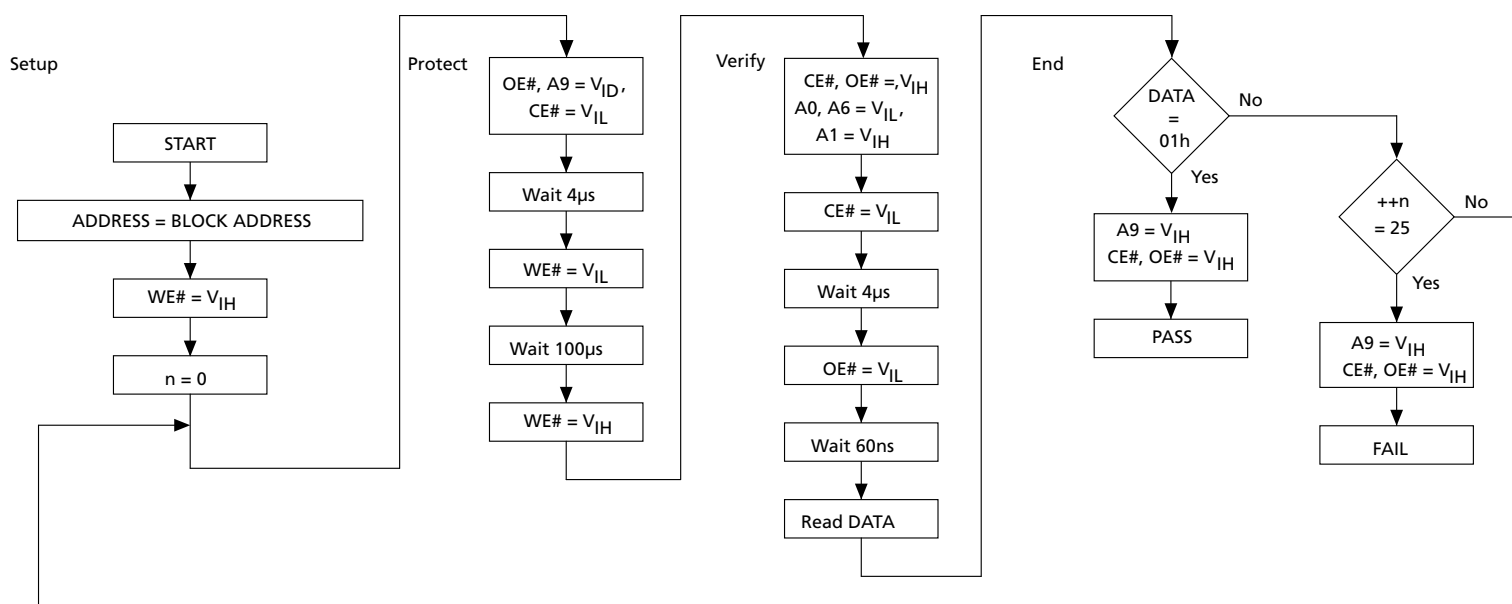 Setup
START
ADDRESS = BLOCK ADDRESS
WE# = VIH
n = 0
Protect
OE#, A9 = VID,
CE# = VIL
Wait 4µs
WE# = VIL
Wait 100µs
WE# = VIH
Verify
CE#, OE# =,VIH
A0, A6 = VIL,
A1 = VIH
CE# = VIL
Wait 4µs
OE# = VIL
Wait 60ns
Read DATA
End
DATA
=
01h
No
Yes
A9 = VIH
CE#, OE# = VIH
PASS
++n
= 25
No
Yes
A9 = VIH
CE#, OE# = VIH
FAIL